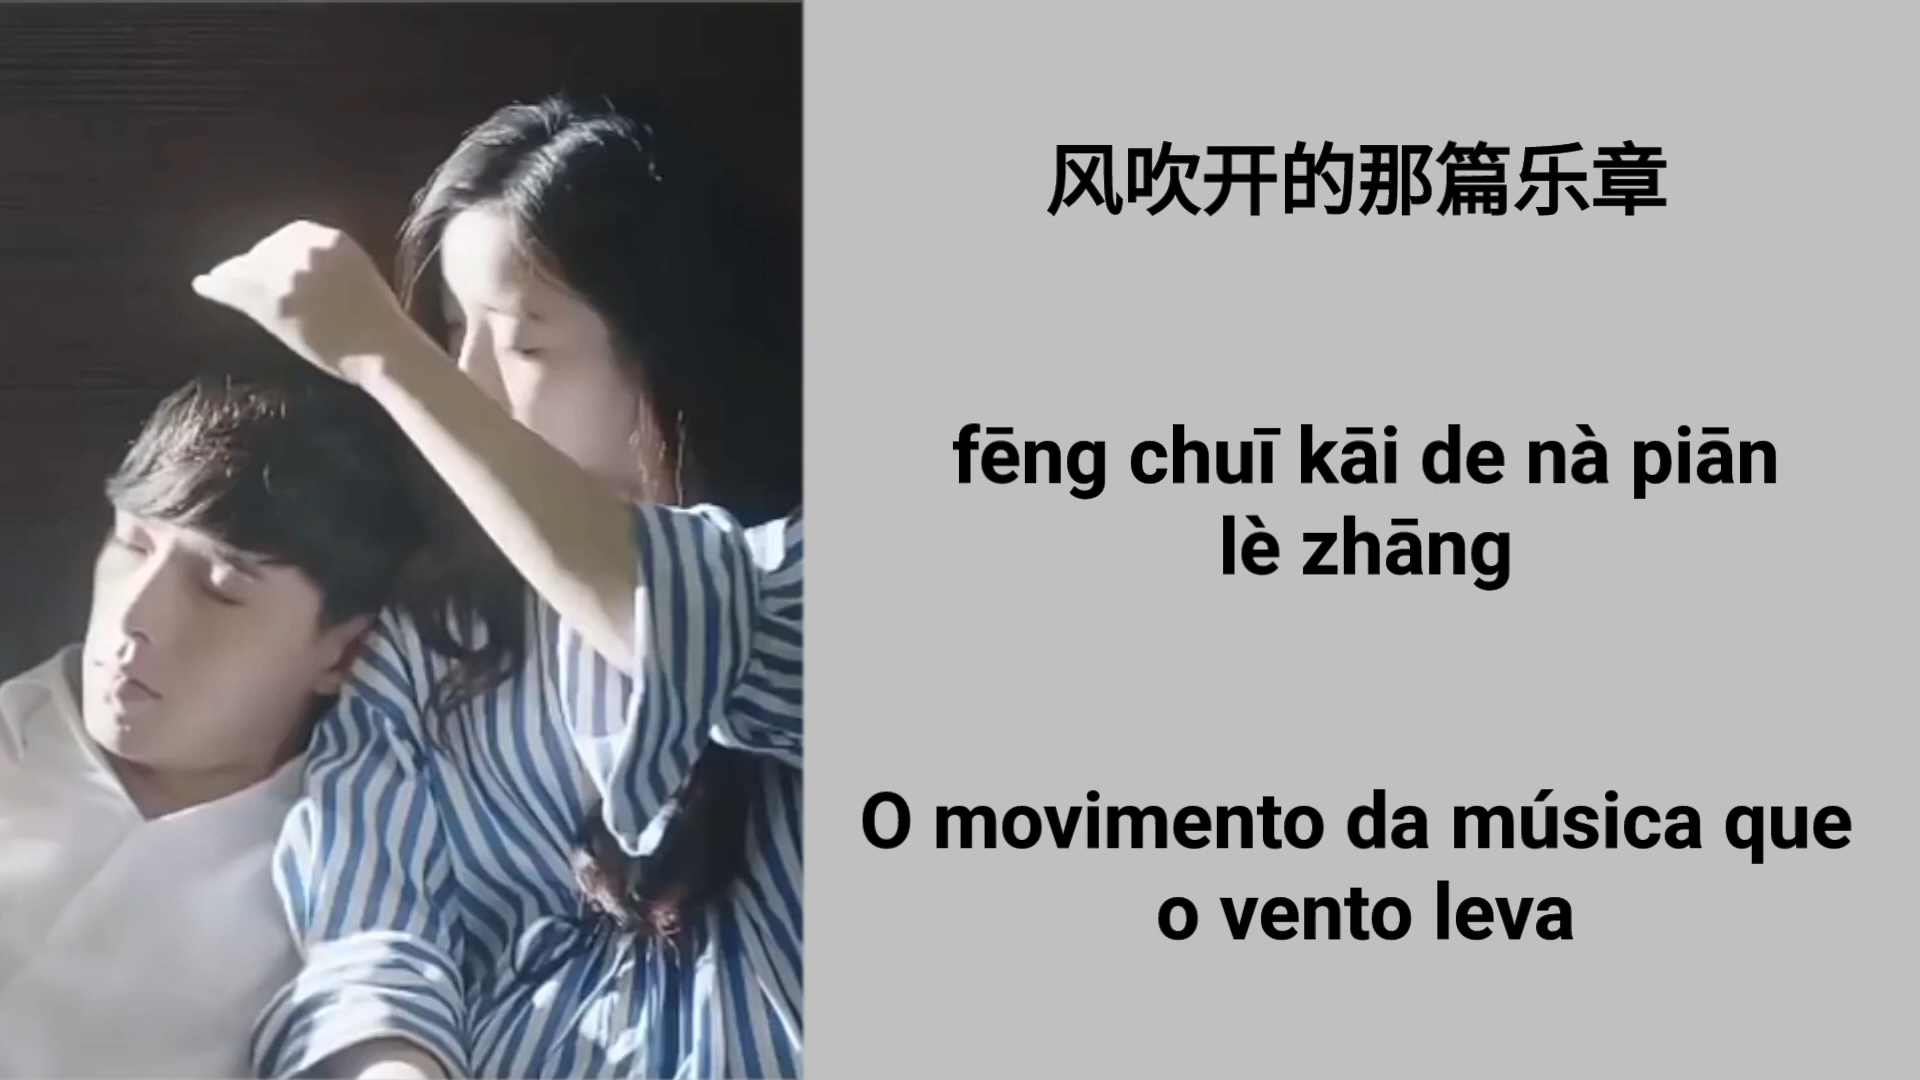 风吹开的那篇乐章
fēng chuī kāi de nà piān
lè zhāng
O movimento da música que
o vento leva